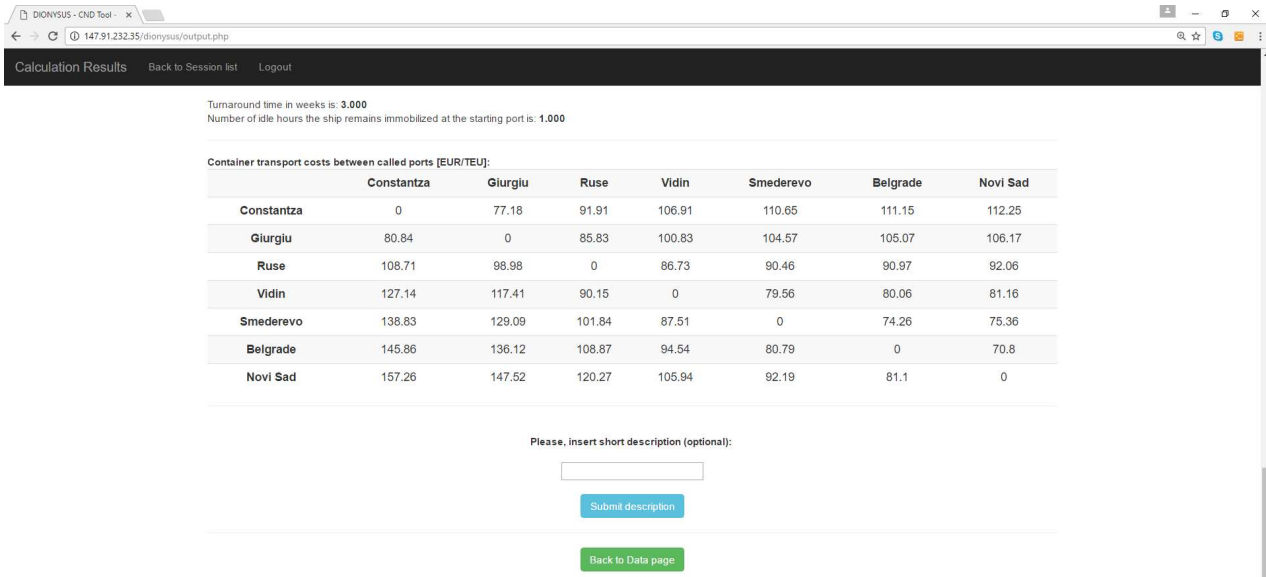 DIONYSUS - CND Tool -
147.91.232.35/dionysus/output.php
Calculation Results Back to Session list Logout
Turnaround time in weeks is: 3.000
Number of idle hours the ship remains immobilized at the starting port is: 1.000
Container transport costs between called ports [EUR/TEU]:
Constantza Giurgiu Ruse Vidin Smederevo Belgrade Novi Sad
Constantza 0 77.18 91.91 106.91 110.65 111.15 112.25
Giurgiu 80.84 0 85.83 100.83 104.57 105.07 106.17
Ruse 108.71 98.98 0 86.73 90.46 90.97 92.06
Vidin 127.14 117.41 90.15 0 79.56 80.06 81.16
Smederevo 138.83 129.09 101.84 87.51 0 74.26 75.36
Belgrade 145.86 136.12 108.87 94.54 80.79 0 70.8
Novi Sad 157.26 147.52 120.27 105.94 92.19 81.1 0
Please, insert short description (optional):
Submit description
Back to Data page